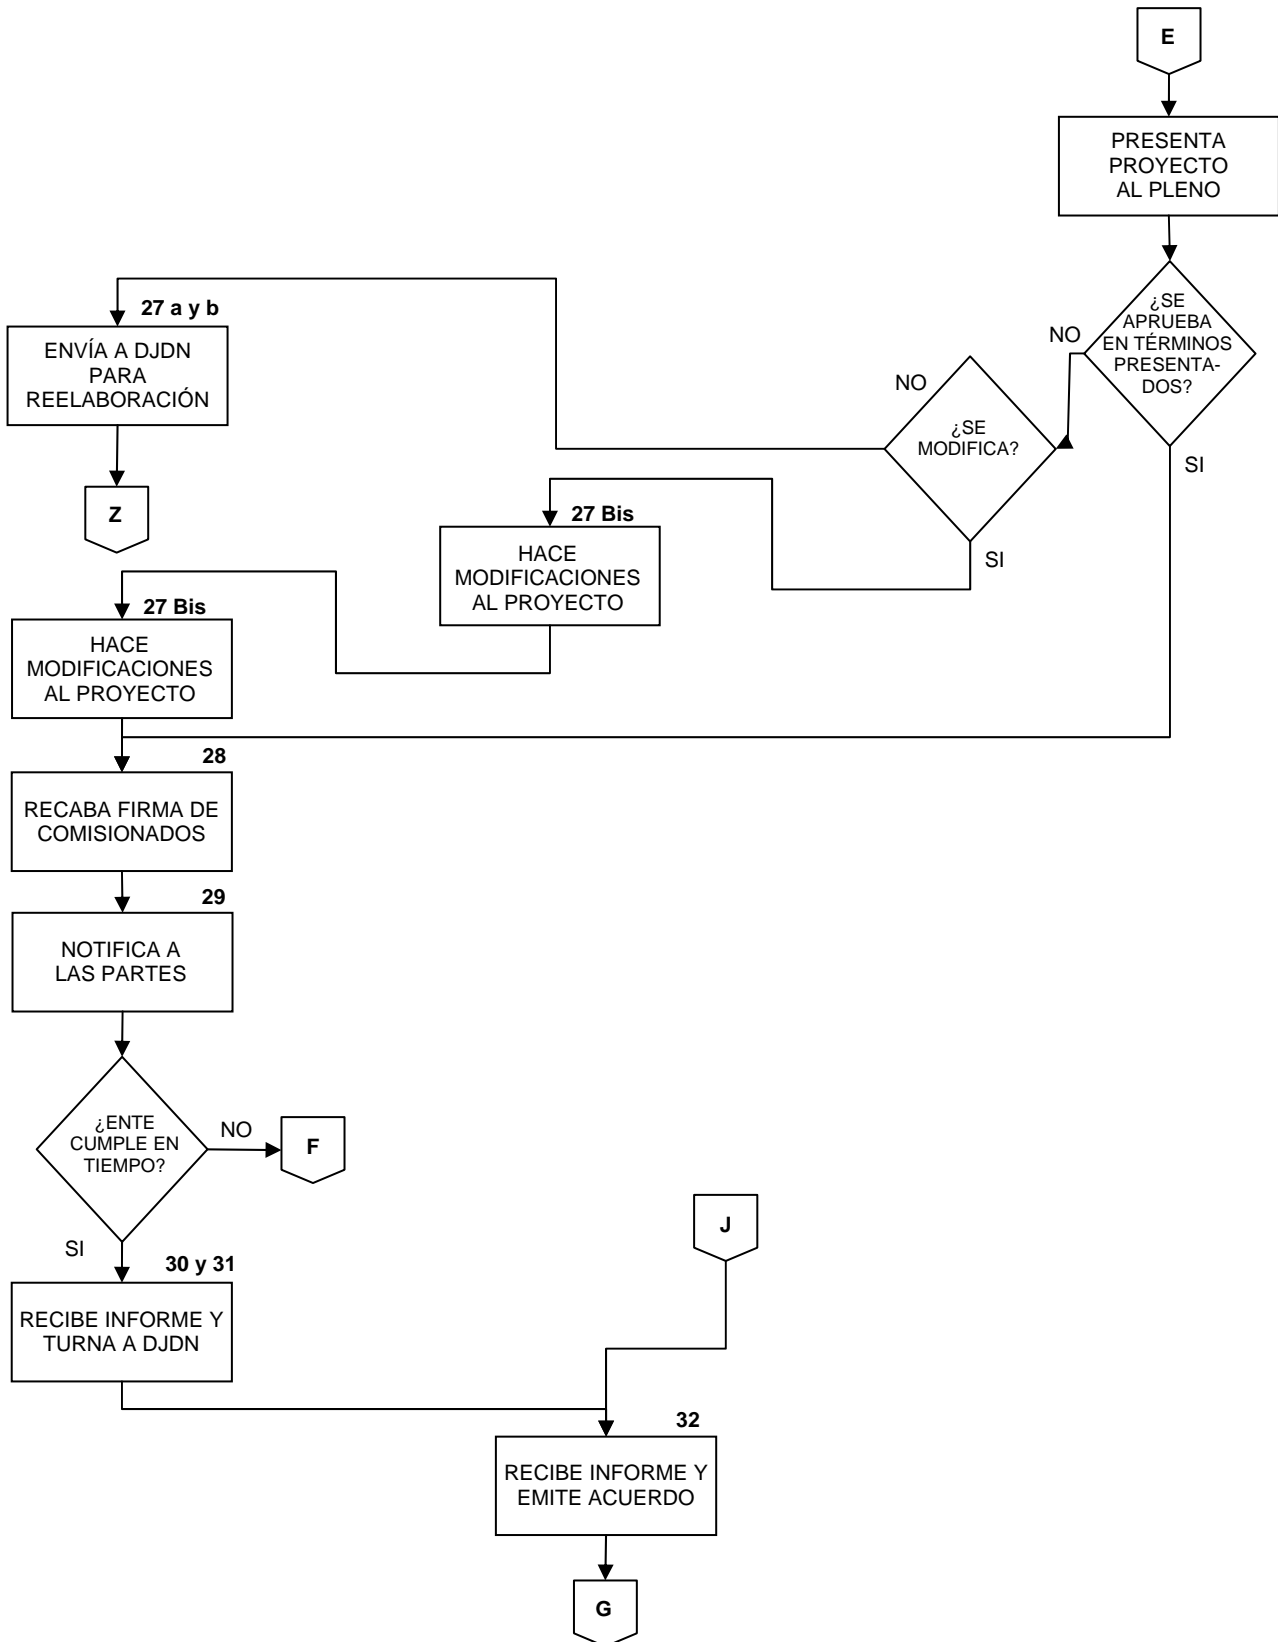 E
PRESENTA
PROYECTO
AL PLENO
¿SE
APRUEBA
EN TÉRMINOS
PRESENTA-
DOS?
NO
SI
¿SE
MODIFICA?
NO
SI
27 a y b
ENVÍA A DJDN
PARA
REELABORACIÓN
Z
27 Bis
HACE
MODIFICACIONES
AL PROYECTO
27 Bis
HACE
MODIFICACIONES
AL PROYECTO
28
RECABA FIRMA DE
COMISIONADOS
29
NOTIFICA A
LAS PARTES
¿ENTE
CUMPLE EN
TIEMPO?
NO
F
SI
30 y 31
RECIBE INFORME Y
TURNA A DJDN
J
32
RECIBE INFORME Y
EMITE ACUERDO
G